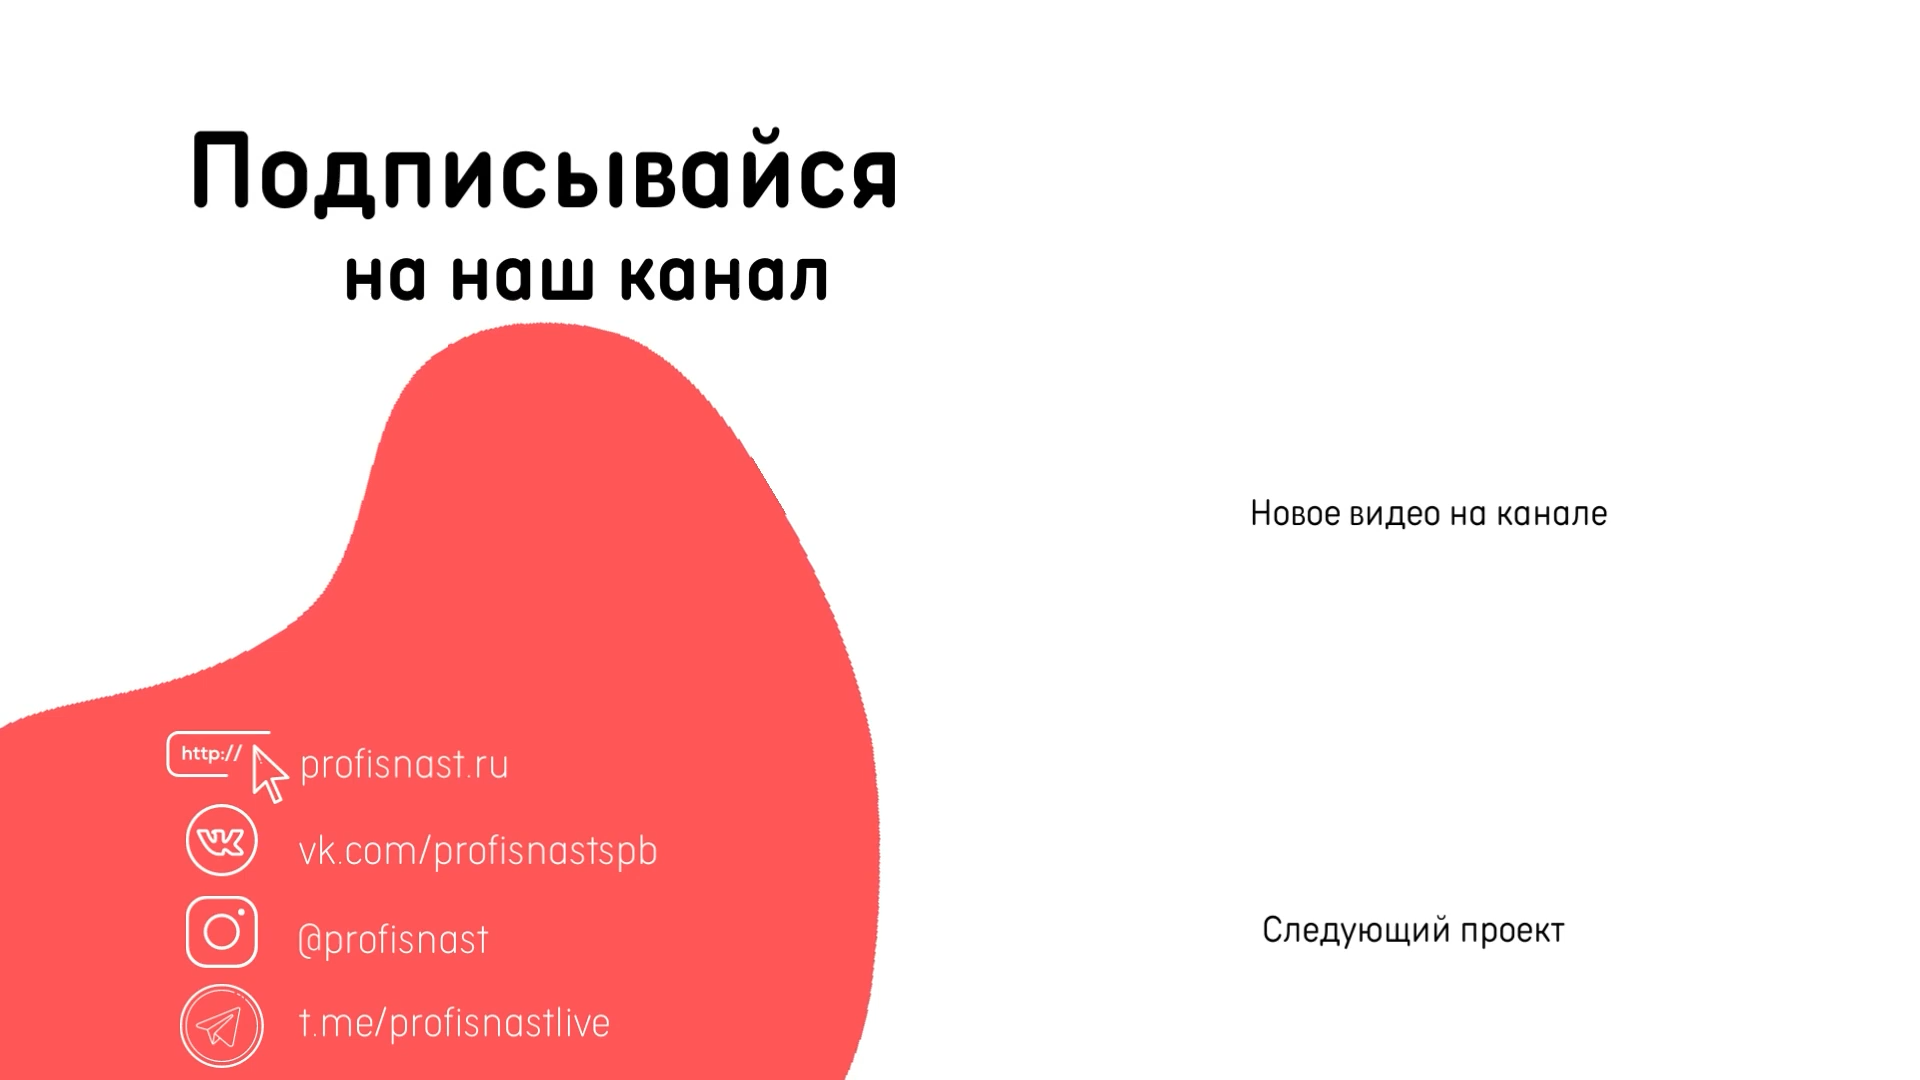 Подписывайся
на наш канал
Новое видео на канале
http://
profisnast.ru
vk.com/profisnastspb
@profisnast
t.me/profisnastlive
Следующий проект